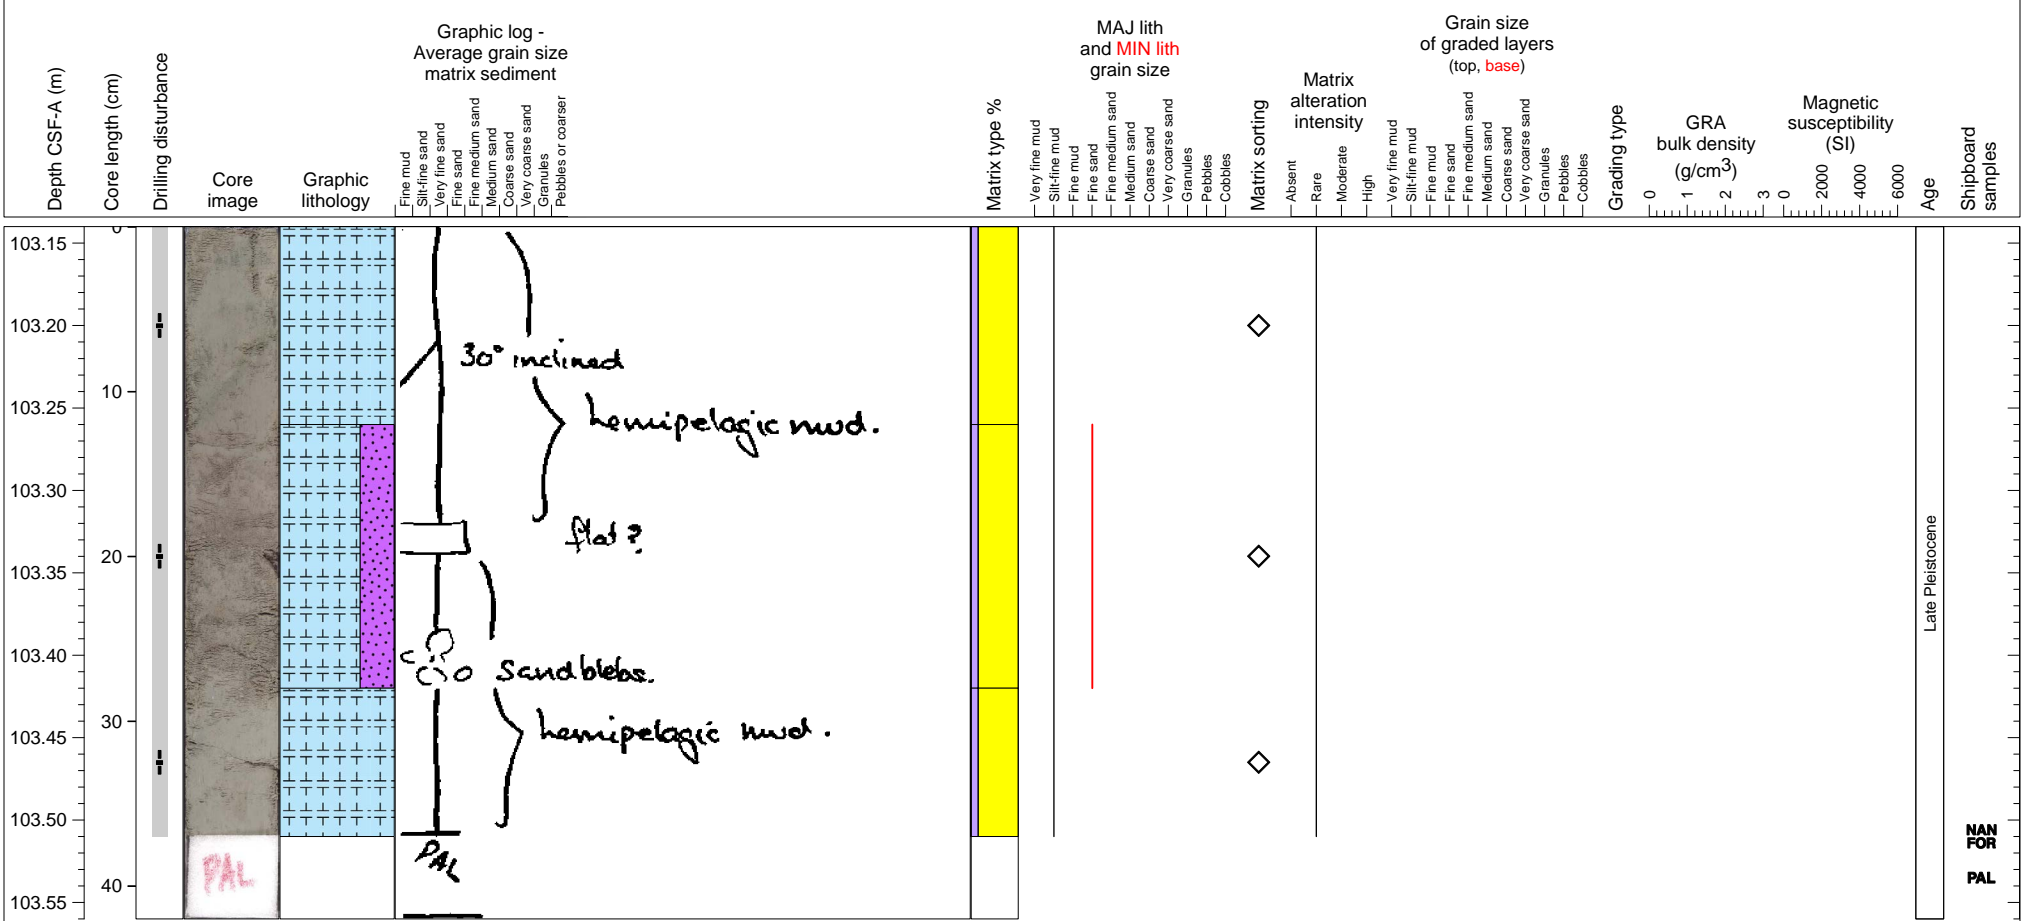 Depth CSF-A (m)
Core length (cm)
Drilling disturbance
Core
image
Graphic
lithology
Graphic log -
Average grain size
matrix sediment
Fine mud
Silt-fine sand
Very fine sand
Fine sand
Fine medium sand
Medium sand
Coarse sand
Very coarse sand
Granules
Pebbles or coarser
Matrix type %
MAJ lith
and MIN lith
grain size
Very fine mud
Silt-fine mud
Fine mud
Fine sand
Fine medium sand
Medium sand
Coarse sand
Very coarse sand
Granules
Pebbles
Cobbles
Matrix sorting
Matrix
alteration
intensity
Absent
Rare
Moderate
High
Grain size
of graded layers
(top, base)
Very fine mud
Silt-fine mud
Fine mud
Fine sand
Fine medium sand
Medium sand
Coarse sand
Very coarse sand
Granules
Pebbles
Cobbles
Grading type
GRA
bulk density
(g/cm3)
0 1 2 3
Magnetic
susceptibility
(SI)
0 2000 4000 6000
Age
Shipboard
samples
0
103.15
103.20
30° inclined
10
103.25
hemipelagic mud.
103.30
flat?
20
103.35
103.40
sand blebs.
30
103.45
hemipelagic mud.
103.50
PAL
PAL
40
103.55
Late Pleistocene
NAN
FOR
PAL